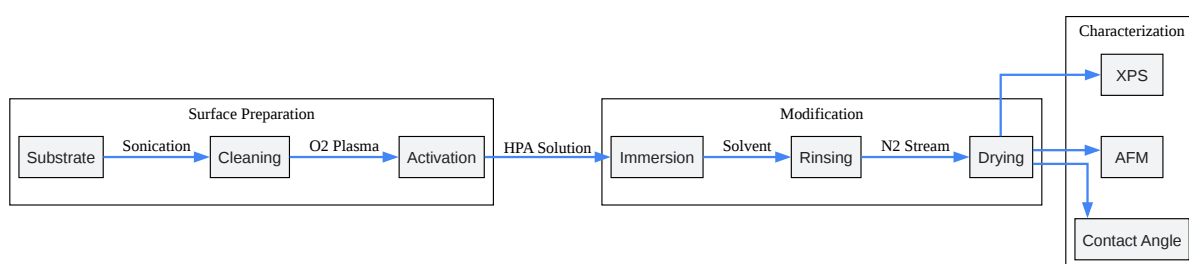 Characterization
XPS
Surface Preparation
Modification
Substrate
Sonication
Cleaning
O2 Plasma
Activation
HPA Solution
Immersion
Solvent
Rinsing
N2 Stream
Drying
AFM
Contact Angle